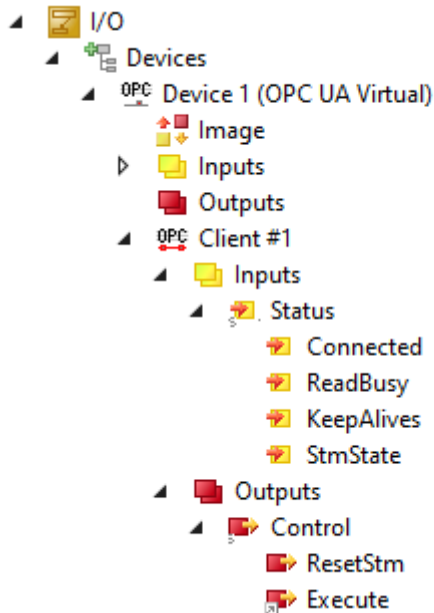 I/O
Devices
OPC Device 1 (OPC UA Virtual)
Image
Inputs
Outputs
OPC Client #1
Inputs
S Status
Connected
ReadBusy
KeepAlives
StmState
Outputs
S Control
ResetStm
Execute